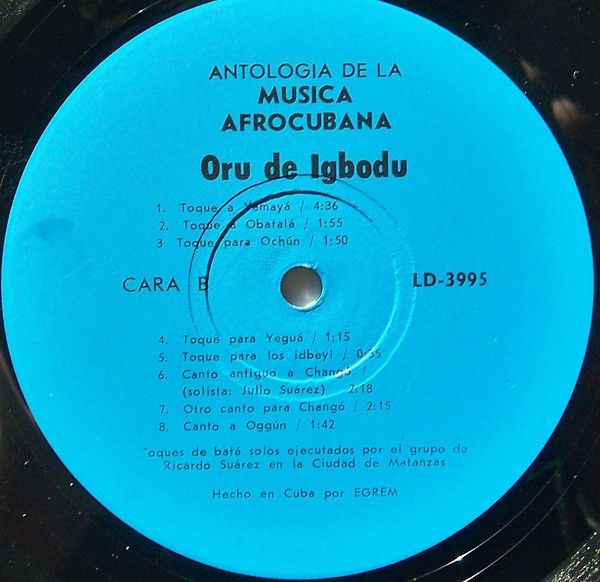 ANTOLOGIA DE LA
MUSICA
AFROCUBANA
Oru de Igbodu
1. Toque a Yemayá / 4:36
2. Toque a Obatalá / 1:55
3 Toque para Ochún / 1:50
CARA B
LD-3995
4. Toque para Yeguá / 1:15
5. Toque para los idbeyi / 0:35
6. Canto antiguo a Changó /
(solista: Julio Suárez) 2:18
7. Otro canto para Changó / 2:15
8. Canto a Oggún / 1:42
Toques de batá solos ejecutados por el grupo de
Ricardo Suárez en la Ciudad de Matanzas
Hecho en Cuba por EGREM